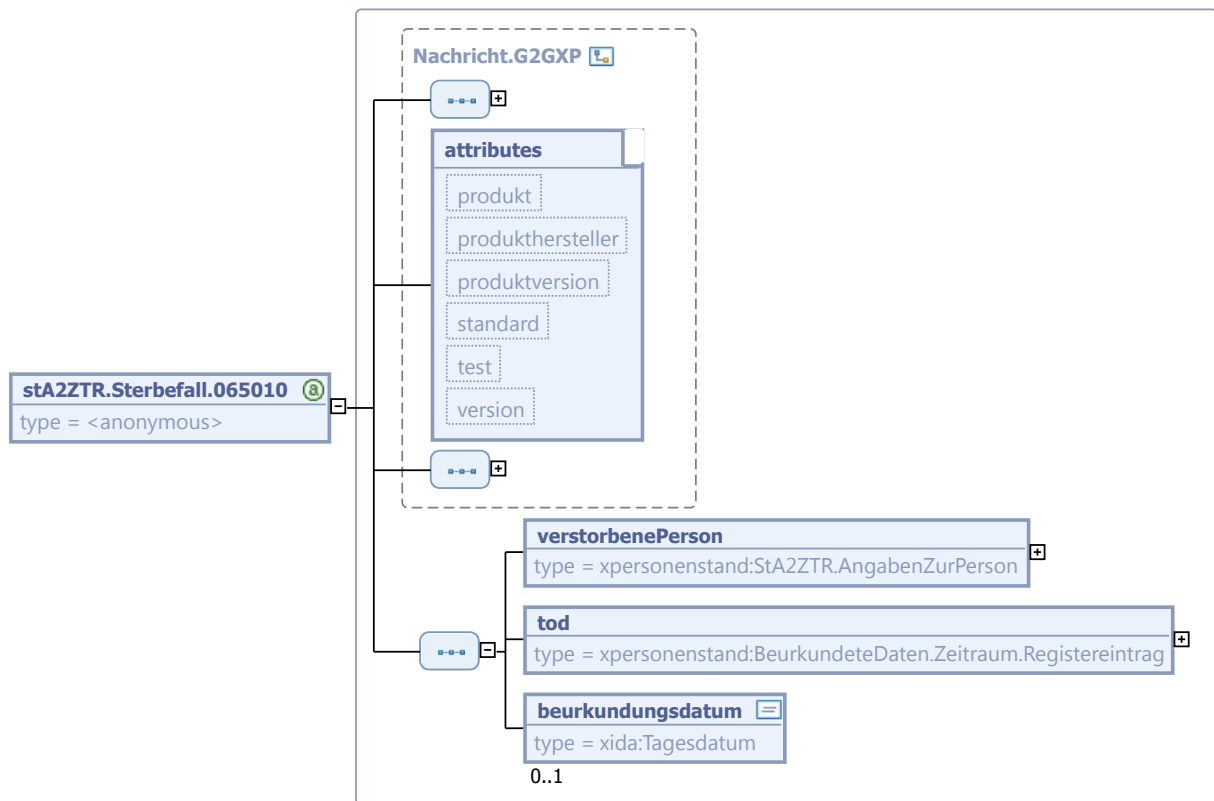 Nachricht.G2GXP
attributes
produkt
produkthersteller
produktversion
standard
test
version
stA2ZTR.Sterbefall.065010
type = <anonymous>
verstorbenePerson
type = xpersonenstand:StA2ZTR.AngabenZurPerson
tod
type = xpersonenstand:BeurkundeteDaten.Zeitraum.Registereintrag
beurkundungsdatum
type = xida:Tagesdatum
0..1